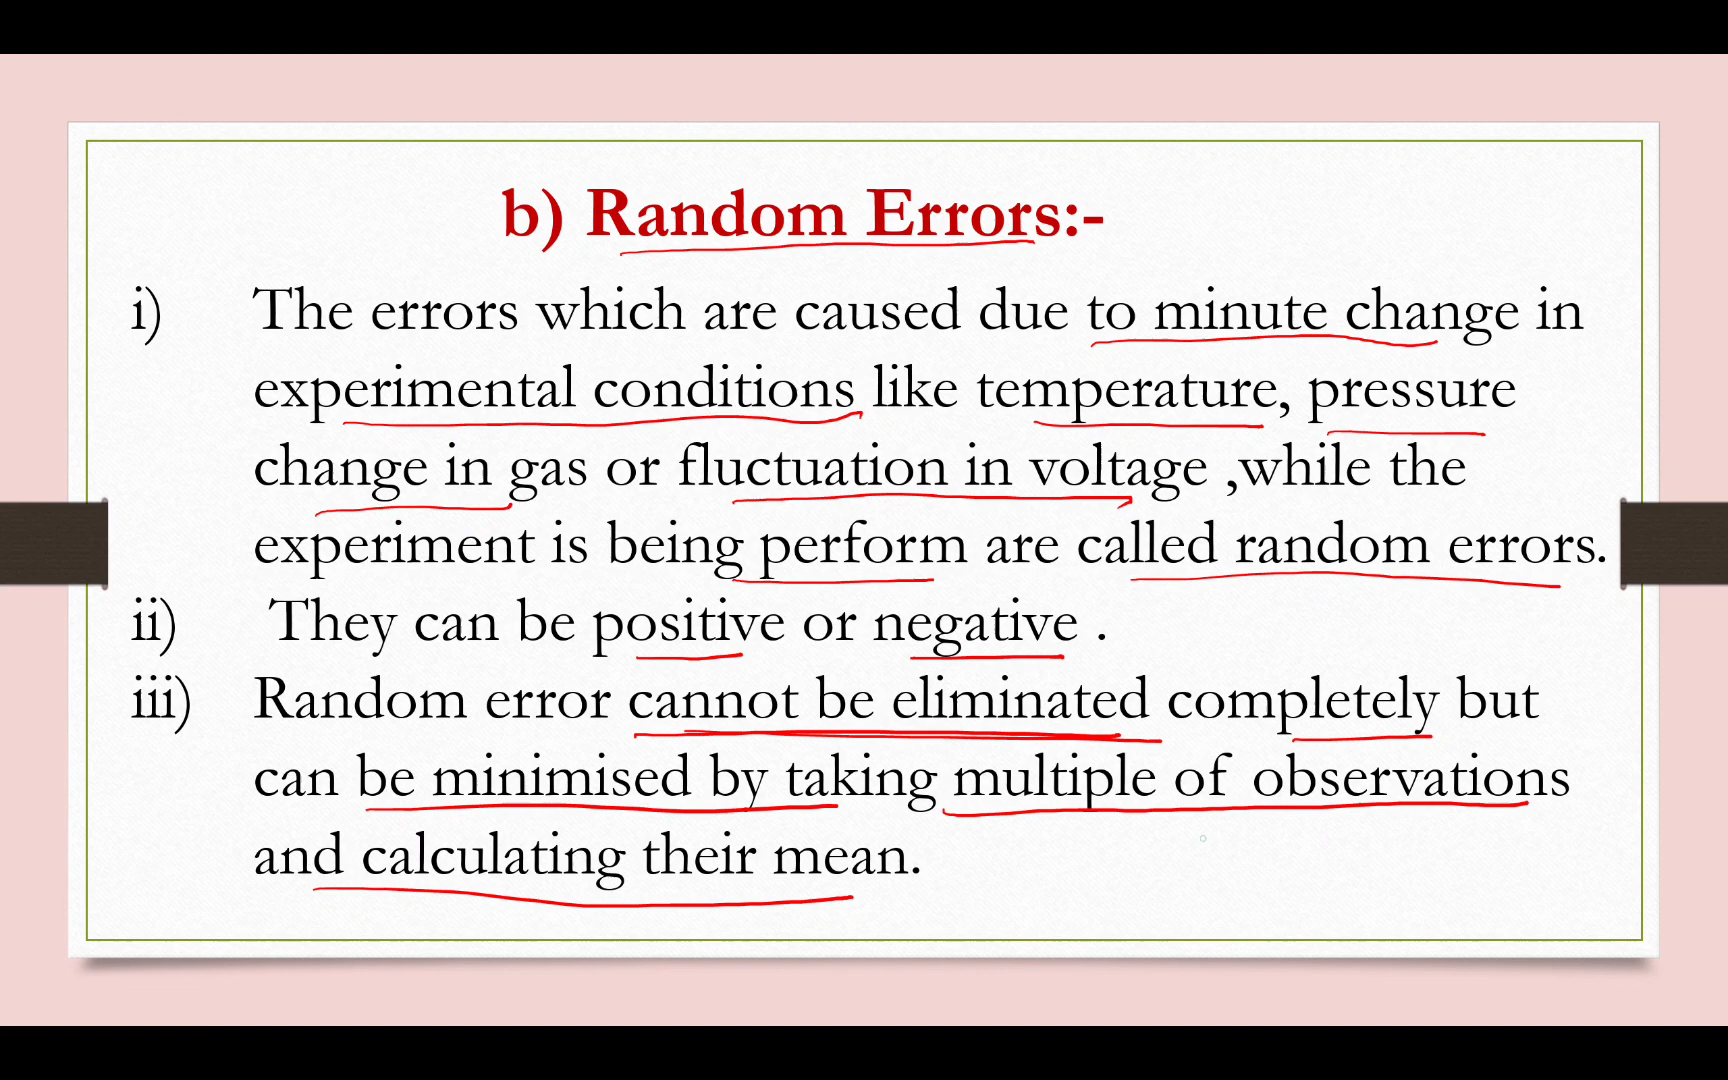 b) Random Errors:-
i) The errors which are caused due to minute change in
experimental conditions like temperature, pressure
change in gas or fluctuation in voltage ,while the
experiment is being perform are called random errors.
ii) They can be positive or negative .
iii) Random error cannot be eliminated completely but
can be minimised by taking multiple of observations
and calculating their mean.